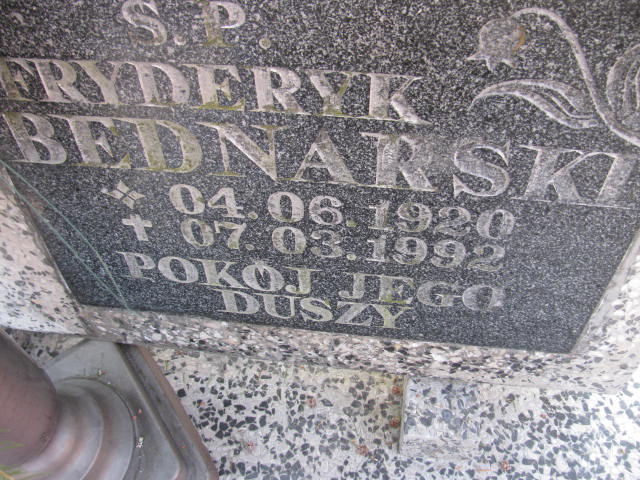 S.P.
FRYDERYK
BEDNARSKI
04.06.1920
07.03.1992
POKÓJ JEGO
DUSZY